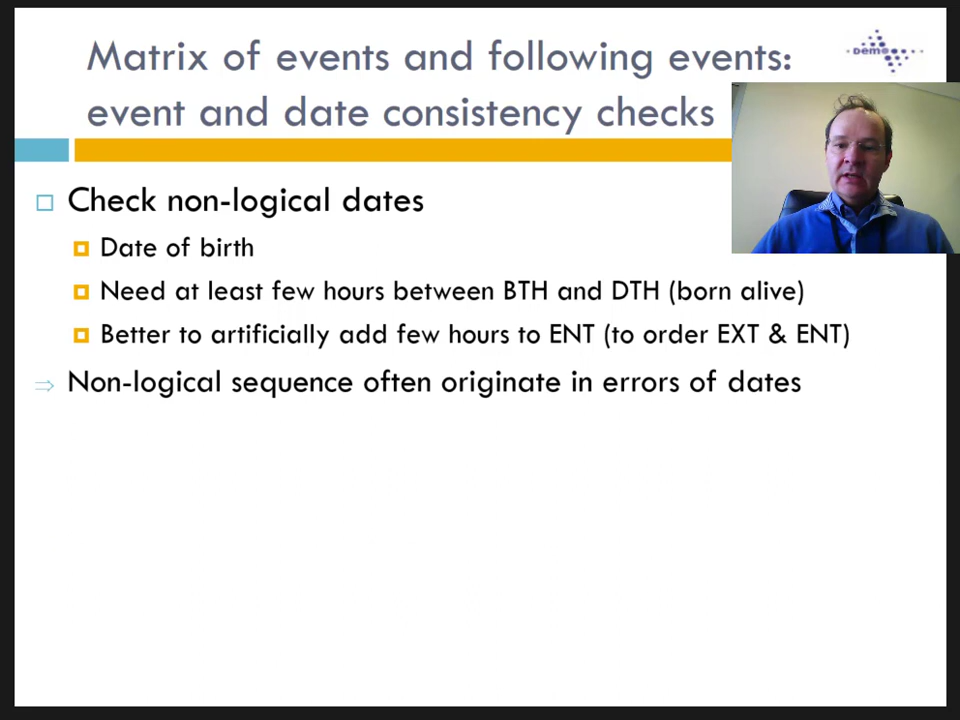 Matrix of events and following events:
event and date consistency checks
DEMO
Check non-logical dates
Date of birth
Need at least few hours between BTH and DTH (born alive)
Better to artificially add few hours to ENT (to order EXT & ENT)
⇒ Non-logical sequence often originate in errors of dates